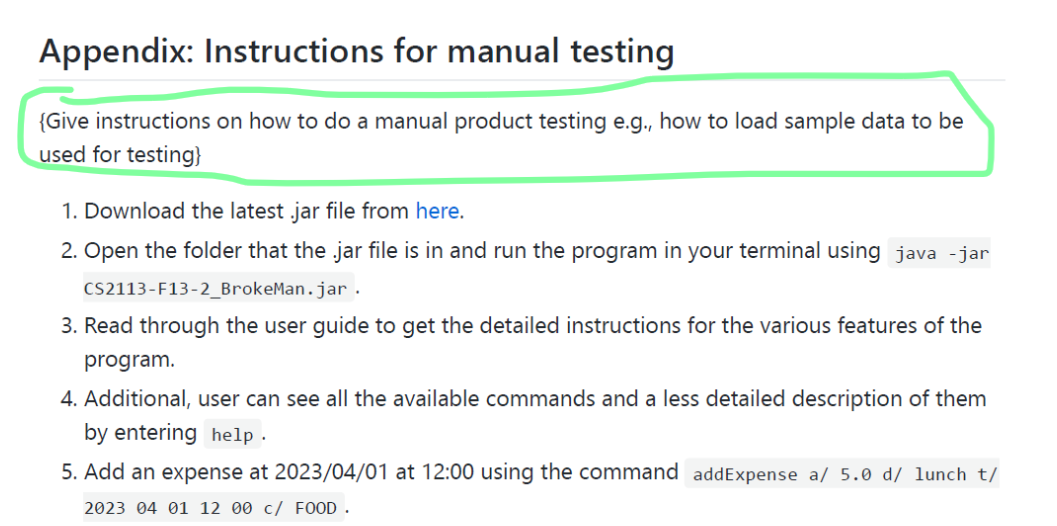 Appendix: Instructions for manual testing
{Give instructions on how to do a manual product testing e.g., how to load sample data to be
used for testing}
1. Download the latest .jar file from here.
2. Open the folder that the .jar file is in and run the program in your terminal using java -jar
CS2113-F13-2_BrokeMan.jar .
3. Read through the user guide to get the detailed instructions for the various features of the
program.
4. Additional, user can see all the available commands and a less detailed description of them
by entering help .
5. Add an expense at 2023/04/01 at 12:00 using the command addExpense a/ 5.0 d/ lunch t/
2023 04 01 12 00 c/ FOOD .